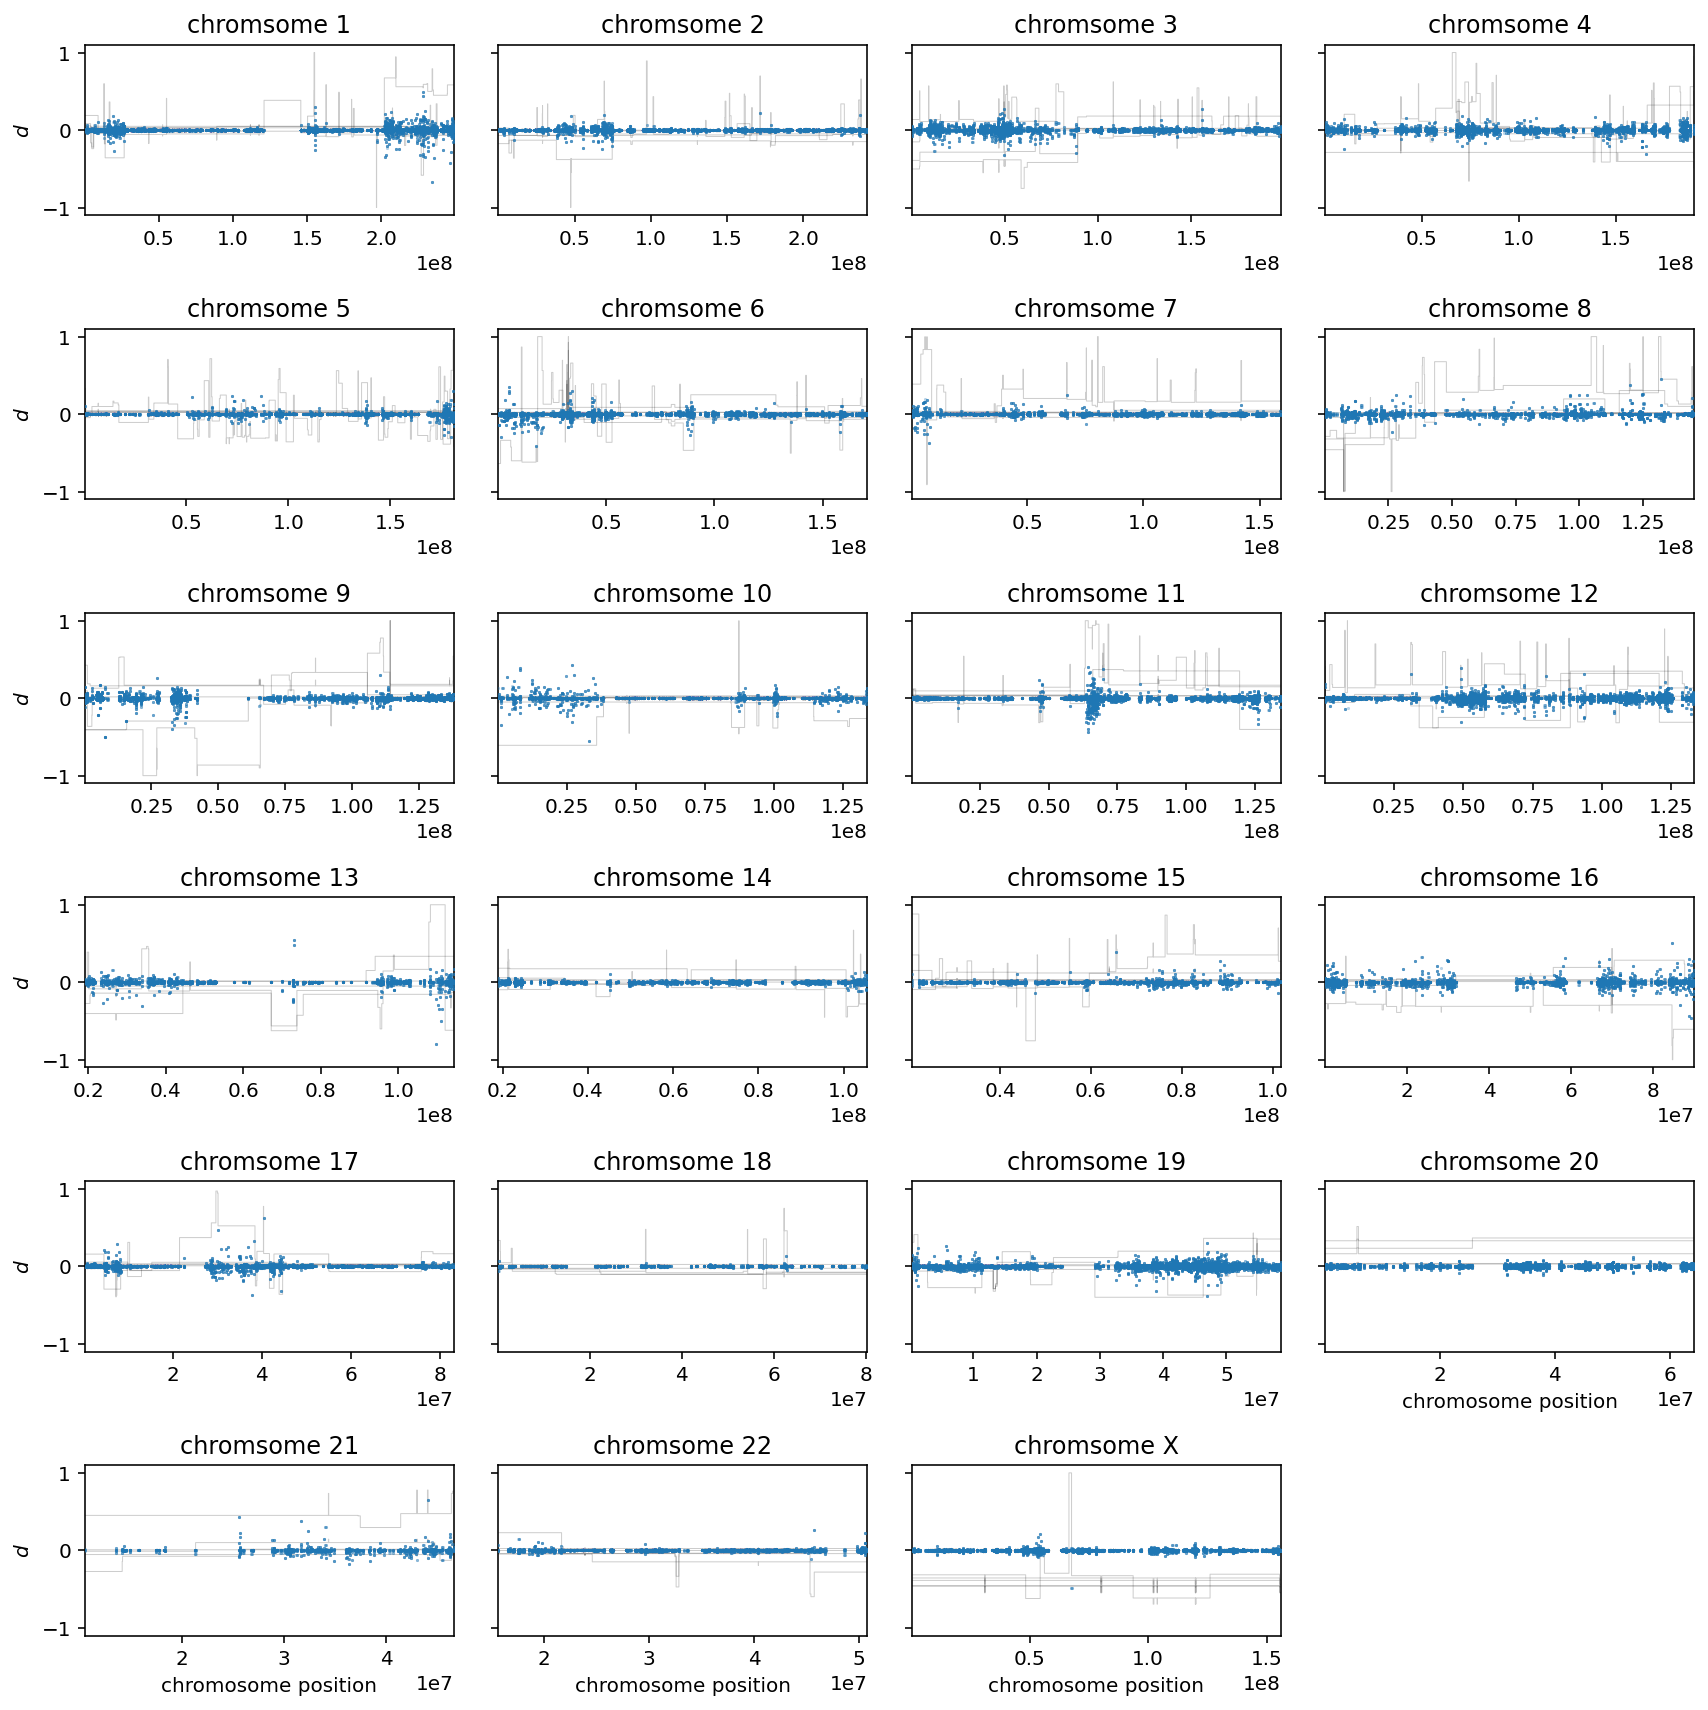 chromsome 1 chromsome 2 chromsome 3 chromsome 4
d 1 0 −1
0.5 1.0 1.5 2.0 0.5 1.0 1.5 2.0 0.5 1.0 1.5 0.5 1.0 1.5
1e8 1e8 1e8 1e8
chromsome 5 chromsome 6 chromsome 7 chromsome 8
d 1 0 −1
0.5 1.0 1.5 0.5 1.0 1.5 0.5 1.0 1.5 0.25 0.50 0.75 1.00 1.25
1e8 1e8 1e8 1e8
chromsome 9 chromsome 10 chromsome 11 chromsome 12
d 1 0 −1
0.25 0.50 0.75 1.00 1.25 0.25 0.50 0.75 1.00 1.25 0.25 0.50 0.75 1.00 1.25 0.25 0.50 0.75 1.00 1.25
1e8 1e8 1e8 1e8
chromsome 13 chromsome 14 chromsome 15 chromsome 16
d 1 0 −1
0.2 0.4 0.6 0.8 1.0 0.2 0.4 0.6 0.8 1.0 0.4 0.6 0.8 1.0 2 4 6 8
1e8 1e8 1e8 1e7
chromsome 17 chromsome 18 chromsome 19 chromsome 20
d 1 0 −1
2 4 6 8 2 4 6 8 1 2 3 4 5 2 4 6
1e7 1e7 1e7 chromosome position 1e7
chromsome 21 chromsome 22 chromsome X
d 1 0 −1
2 3 4 2 3 4 5 0.5 1.0 1.5
chromosome position 1e7 chromosome position 1e7 chromosome position 1e8